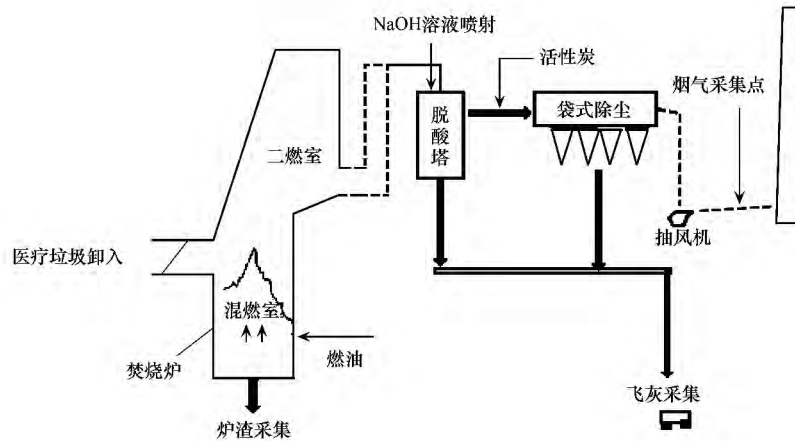 NaOH溶液喷射
活性炭
烟气采集点
脱酸塔
袋式除尘
二燃室
抽风机
医疗垃圾卸入
混燃室
燃油
焚烧炉
飞灰采集
炉渣采集